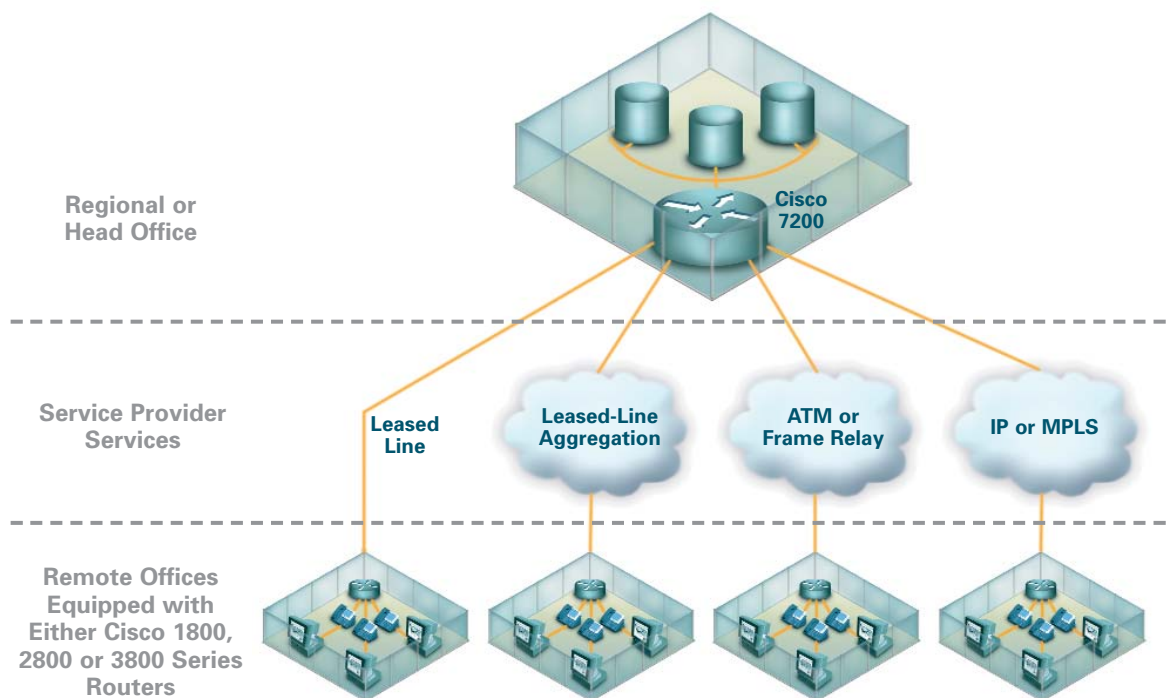 Cisco
7200
Regional or
Head Office
Service Provider
Services
Leased
Line
Leased-Line
Aggregation
ATM or
Frame Relay
IP or MPLS
Remote Offices
Equipped with
Either Cisco 1800,
2800 or 3800 Series
Routers